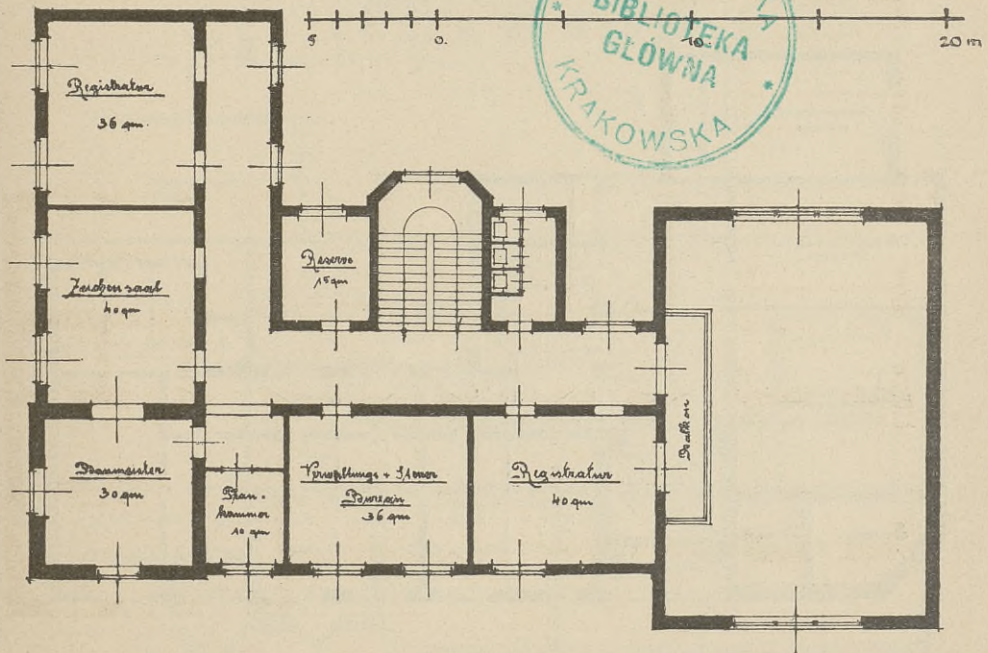 5 0. 10. 20 m
BIBLIOTEKA
GŁÓWNA
KRAKOWSKA
Registratur
36 qm.
Reserve
15 qm
Zeichensaal
40 qm
Balkon
Baumeister
30 qm
Plan-
kammer
10 qm
Verwaltungs + Steuer
Bureau
36 qm
Registratur
40 qm